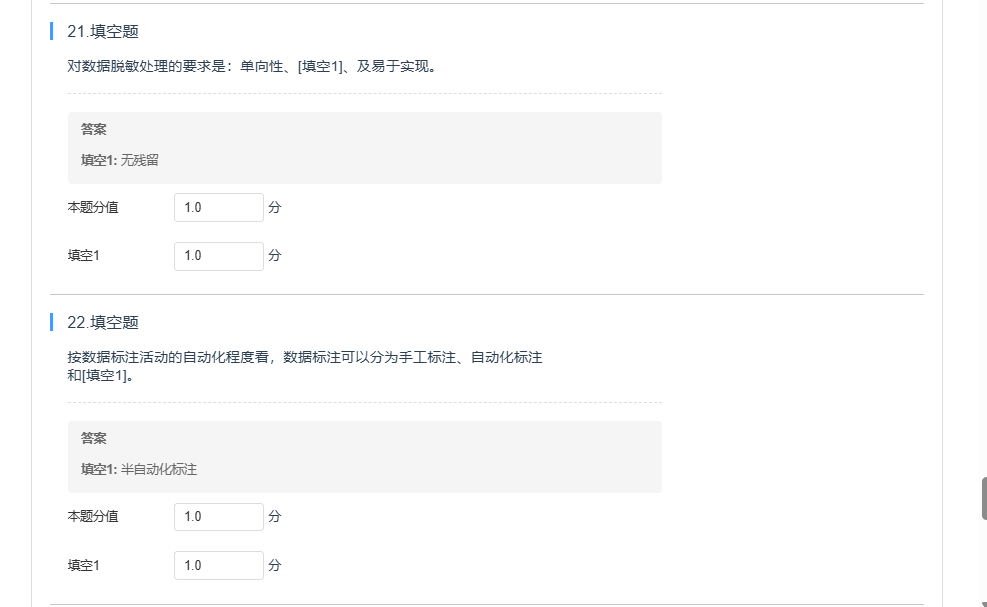 21.填空题
对数据脱敏处理的要求是：单向性、[填空1]、及易于实现。
答案
填空1: 无残留
本题分值 1.0 分
填空1 1.0 分
22.填空题
按数据标注活动的自动化程度看，数据标注可以分为手工标注、自动化标注
和[填空1]。
答案
填空1: 半自动化标注
本题分值 1.0 分
填空1 1.0 分